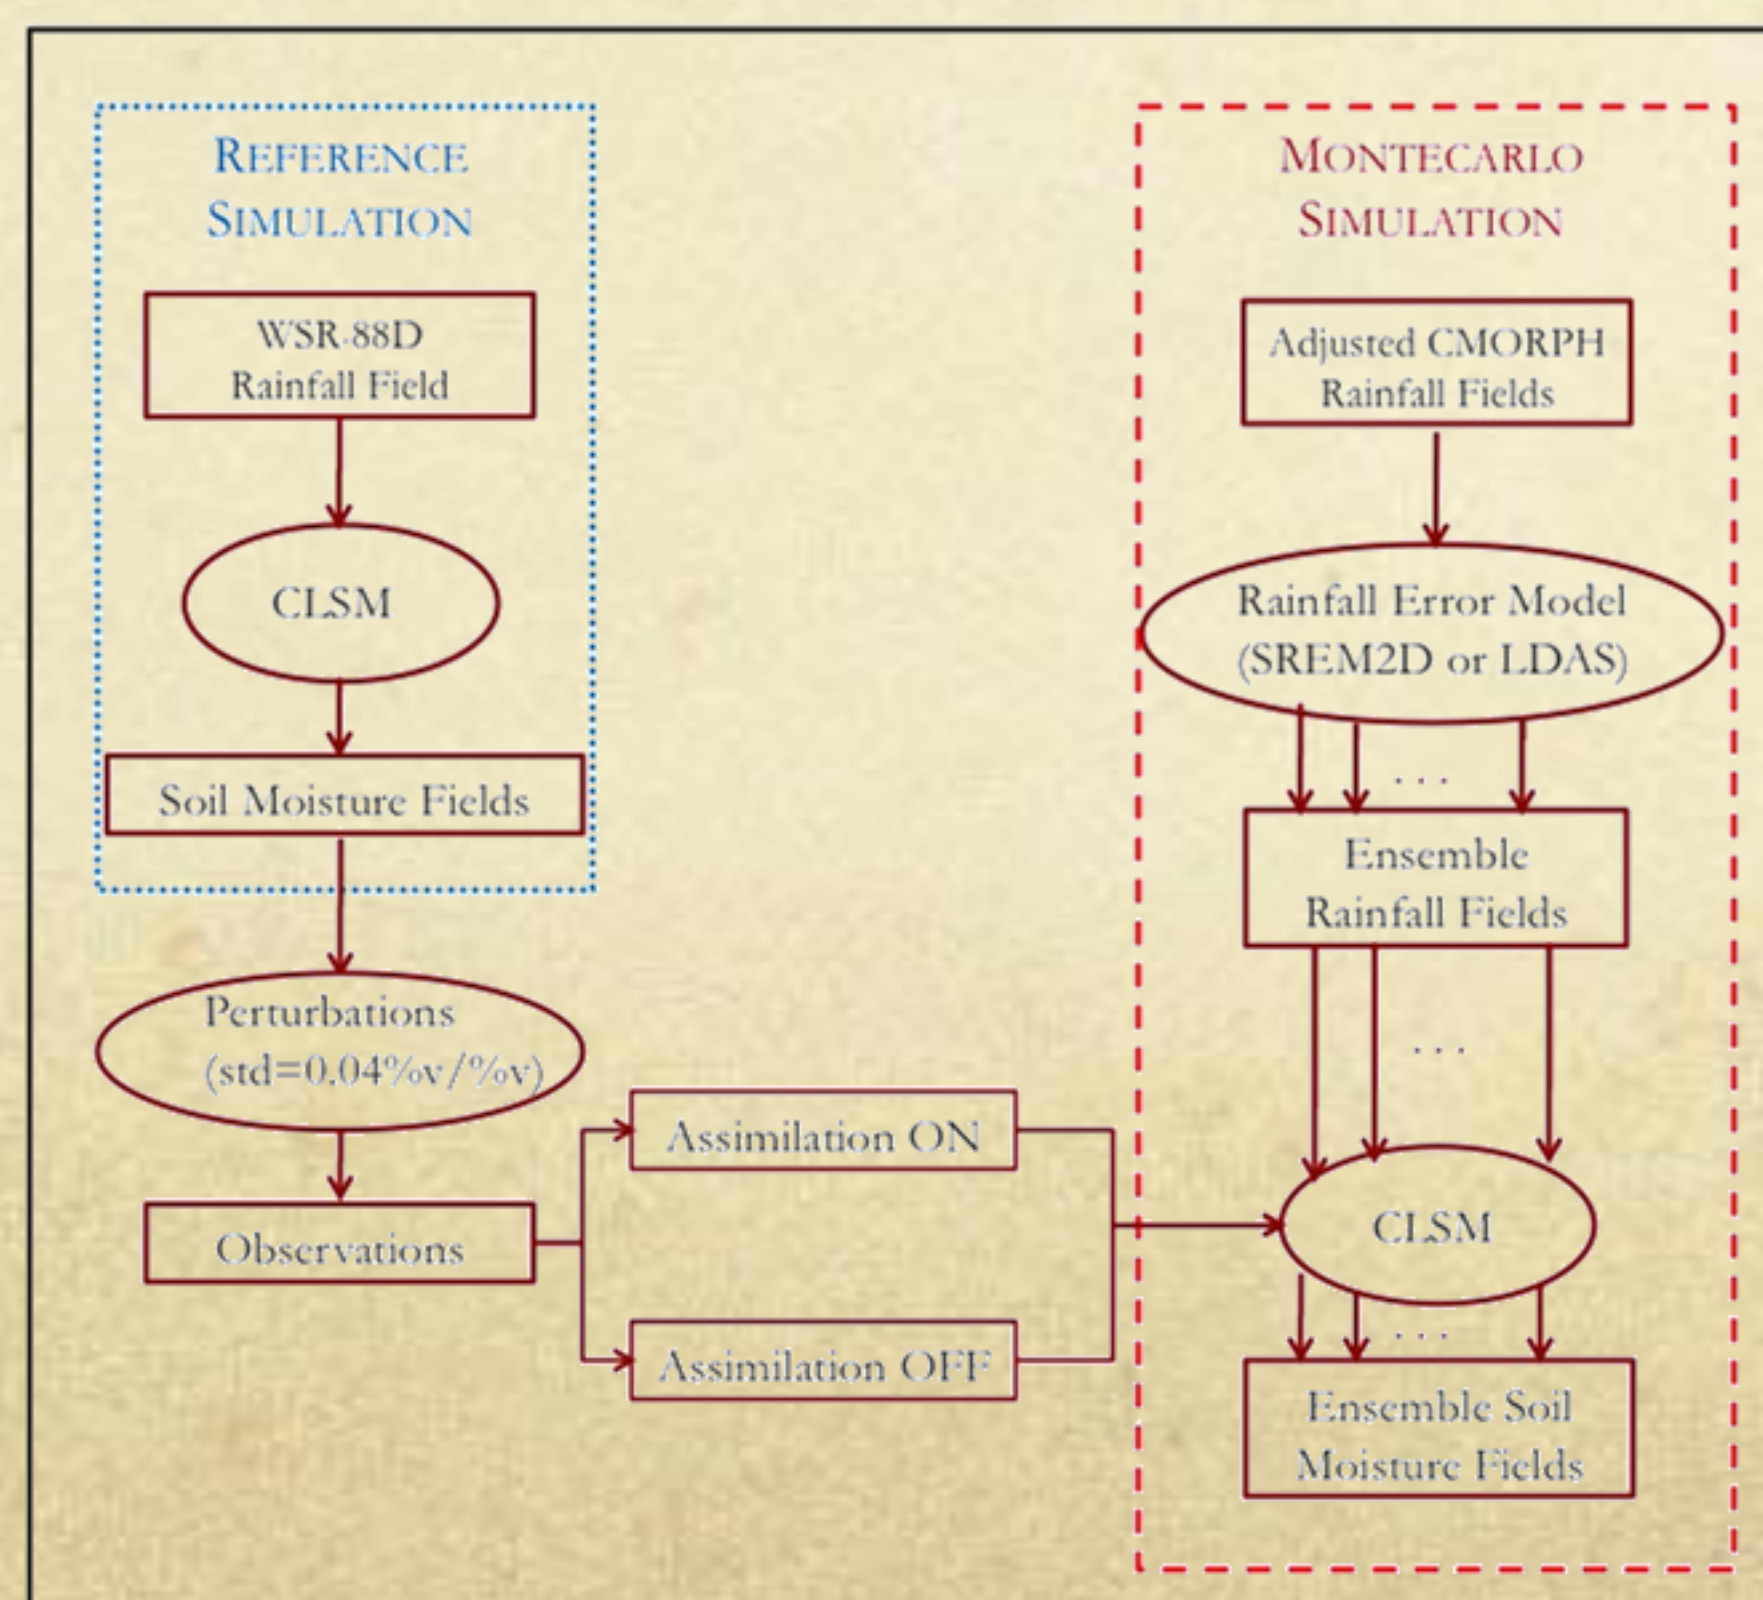 REFERENCE
SIMULATION
WSR-88D
Rainfall Field
CLSM
Soil Moisture Fields
Perturbations
(std=0.04%v/%v)
Observations
Assimilation ON
Assimilation OFF
MONTECARLO
SIMULATION
Adjusted CMORPH
Rainfall Fields
Rainfall Error Model
(SREM2D or LDAS)
. . .
Ensemble
Rainfall Fields
. . .
CLSM
. . .
Ensemble Soil
Moisture Fields